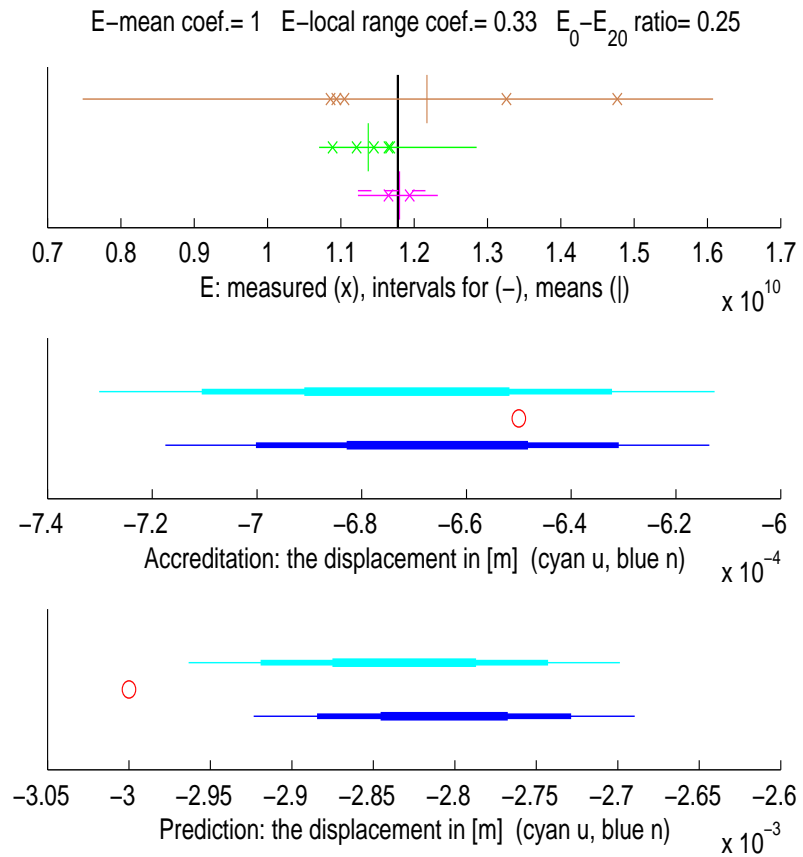 E−mean coef.= 1 E−local range coef.= 0.33 E0−E20 ratio= 0.25
0.7 0.8 0.9 1 1.1 1.2 1.3 1.4 1.5 1.6 1.7
E: measured (x), intervals for (−), means (|)
x 10^10
−7.4 −7.2 −7 −6.8 −6.6 −6.4 −6.2 −6
Accreditation: the displacement in [m] (cyan u, blue n)
x 10^−4
−3.05 −3 −2.95 −2.9 −2.85 −2.8 −2.75 −2.7 −2.65 −2.6
Prediction: the displacement in [m] (cyan u, blue n)
x 10^−3